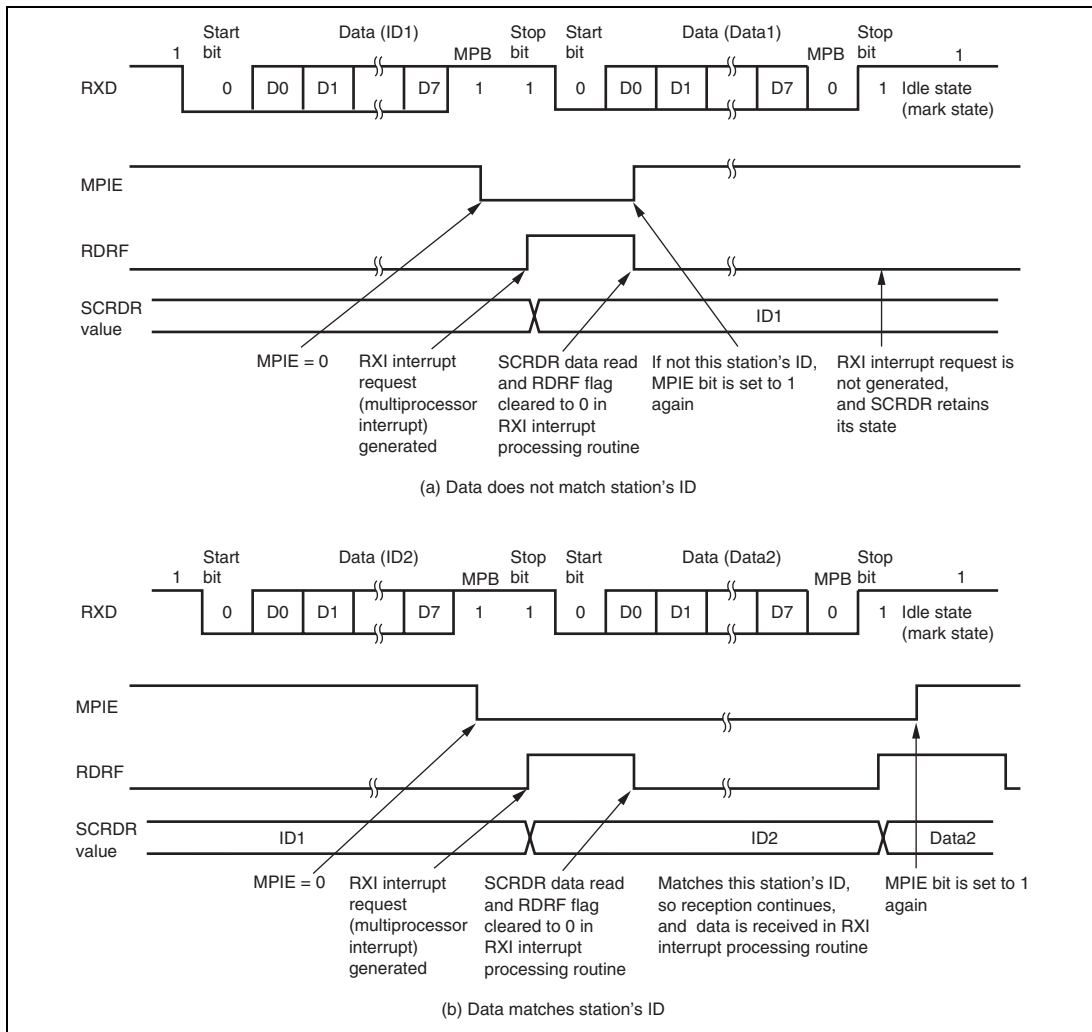 Start bit Data (ID1) Stop bit Start bit Data (Data1) Stop bit
1 MPB MPB 1
RXD 0 D0 D1 D7 1 1 0 D0 D1 D7 0 1 Idle state (mark state)
MPIE
RDRF
SCRDR value
ID1
MPIE = 0
RXI interrupt
request
(multiprocessor
interrupt)
generated
SCRDR data read
and RDRF flag
cleared to 0 in
RXI interrupt
processing routine
If not this station's ID,
MPIE bit is set to 1
again
RXI interrupt request is
not generated,
and SCRDR retains
its state
(a) Data does not match station's ID
Start bit Data (ID2) Stop bit Start bit Data (Data2) Stop bit
1 MPB MPB 1
RXD 0 D0 D1 D7 1 1 0 D0 D1 D7 0 1 Idle state (mark state)
MPIE
RDRF
SCRDR value
ID1 ID2 Data2
MPIE = 0
RXI interrupt
request
(multiprocessor
interrupt)
generated
SCRDR data read
and RDRF flag
cleared to 0 in
RXI interrupt
processing routine
Matches this station's ID,
so reception continues,
and data is received in RXI
interrupt processing routine
MPIE bit is set to 1
again
(b) Data matches station's ID